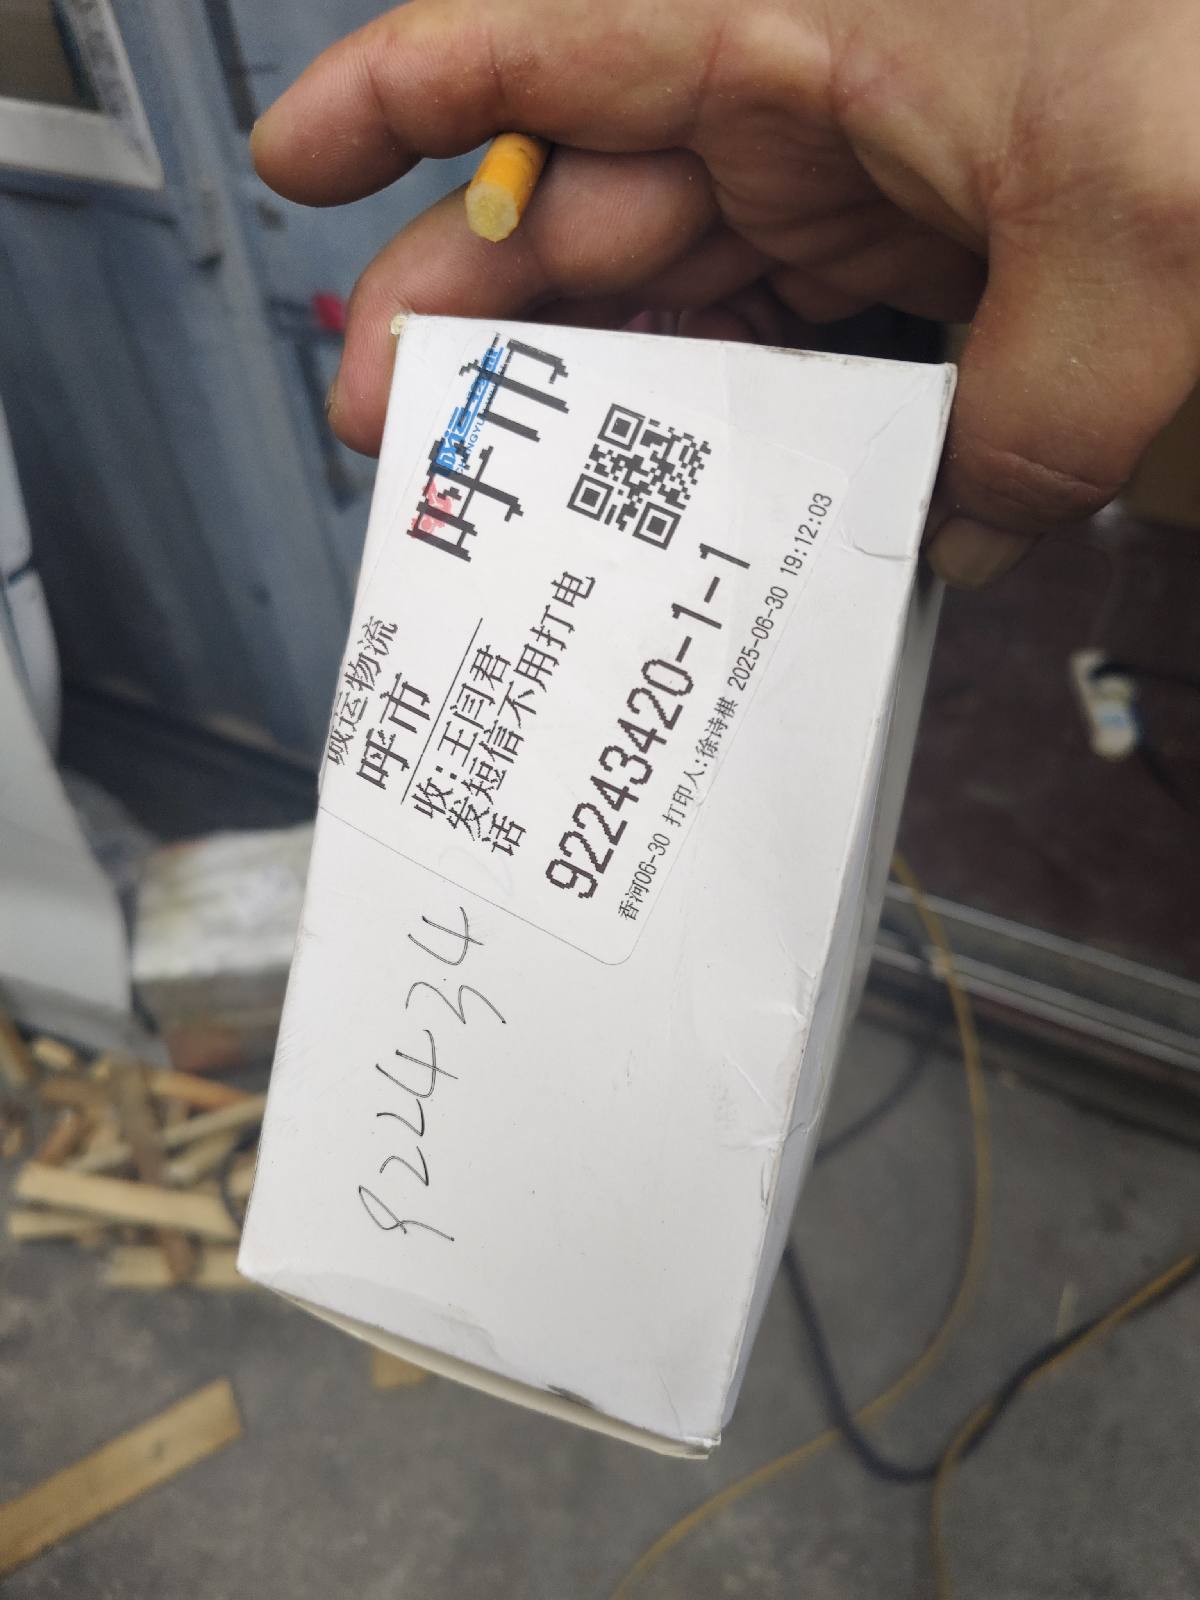 呼市
诚运物流
呼市
收:王闫君
发短信不用打电
话
92243420-1-1
香河06-30 打印人:徐诗棋 2025-06-30 19:12:03
922434